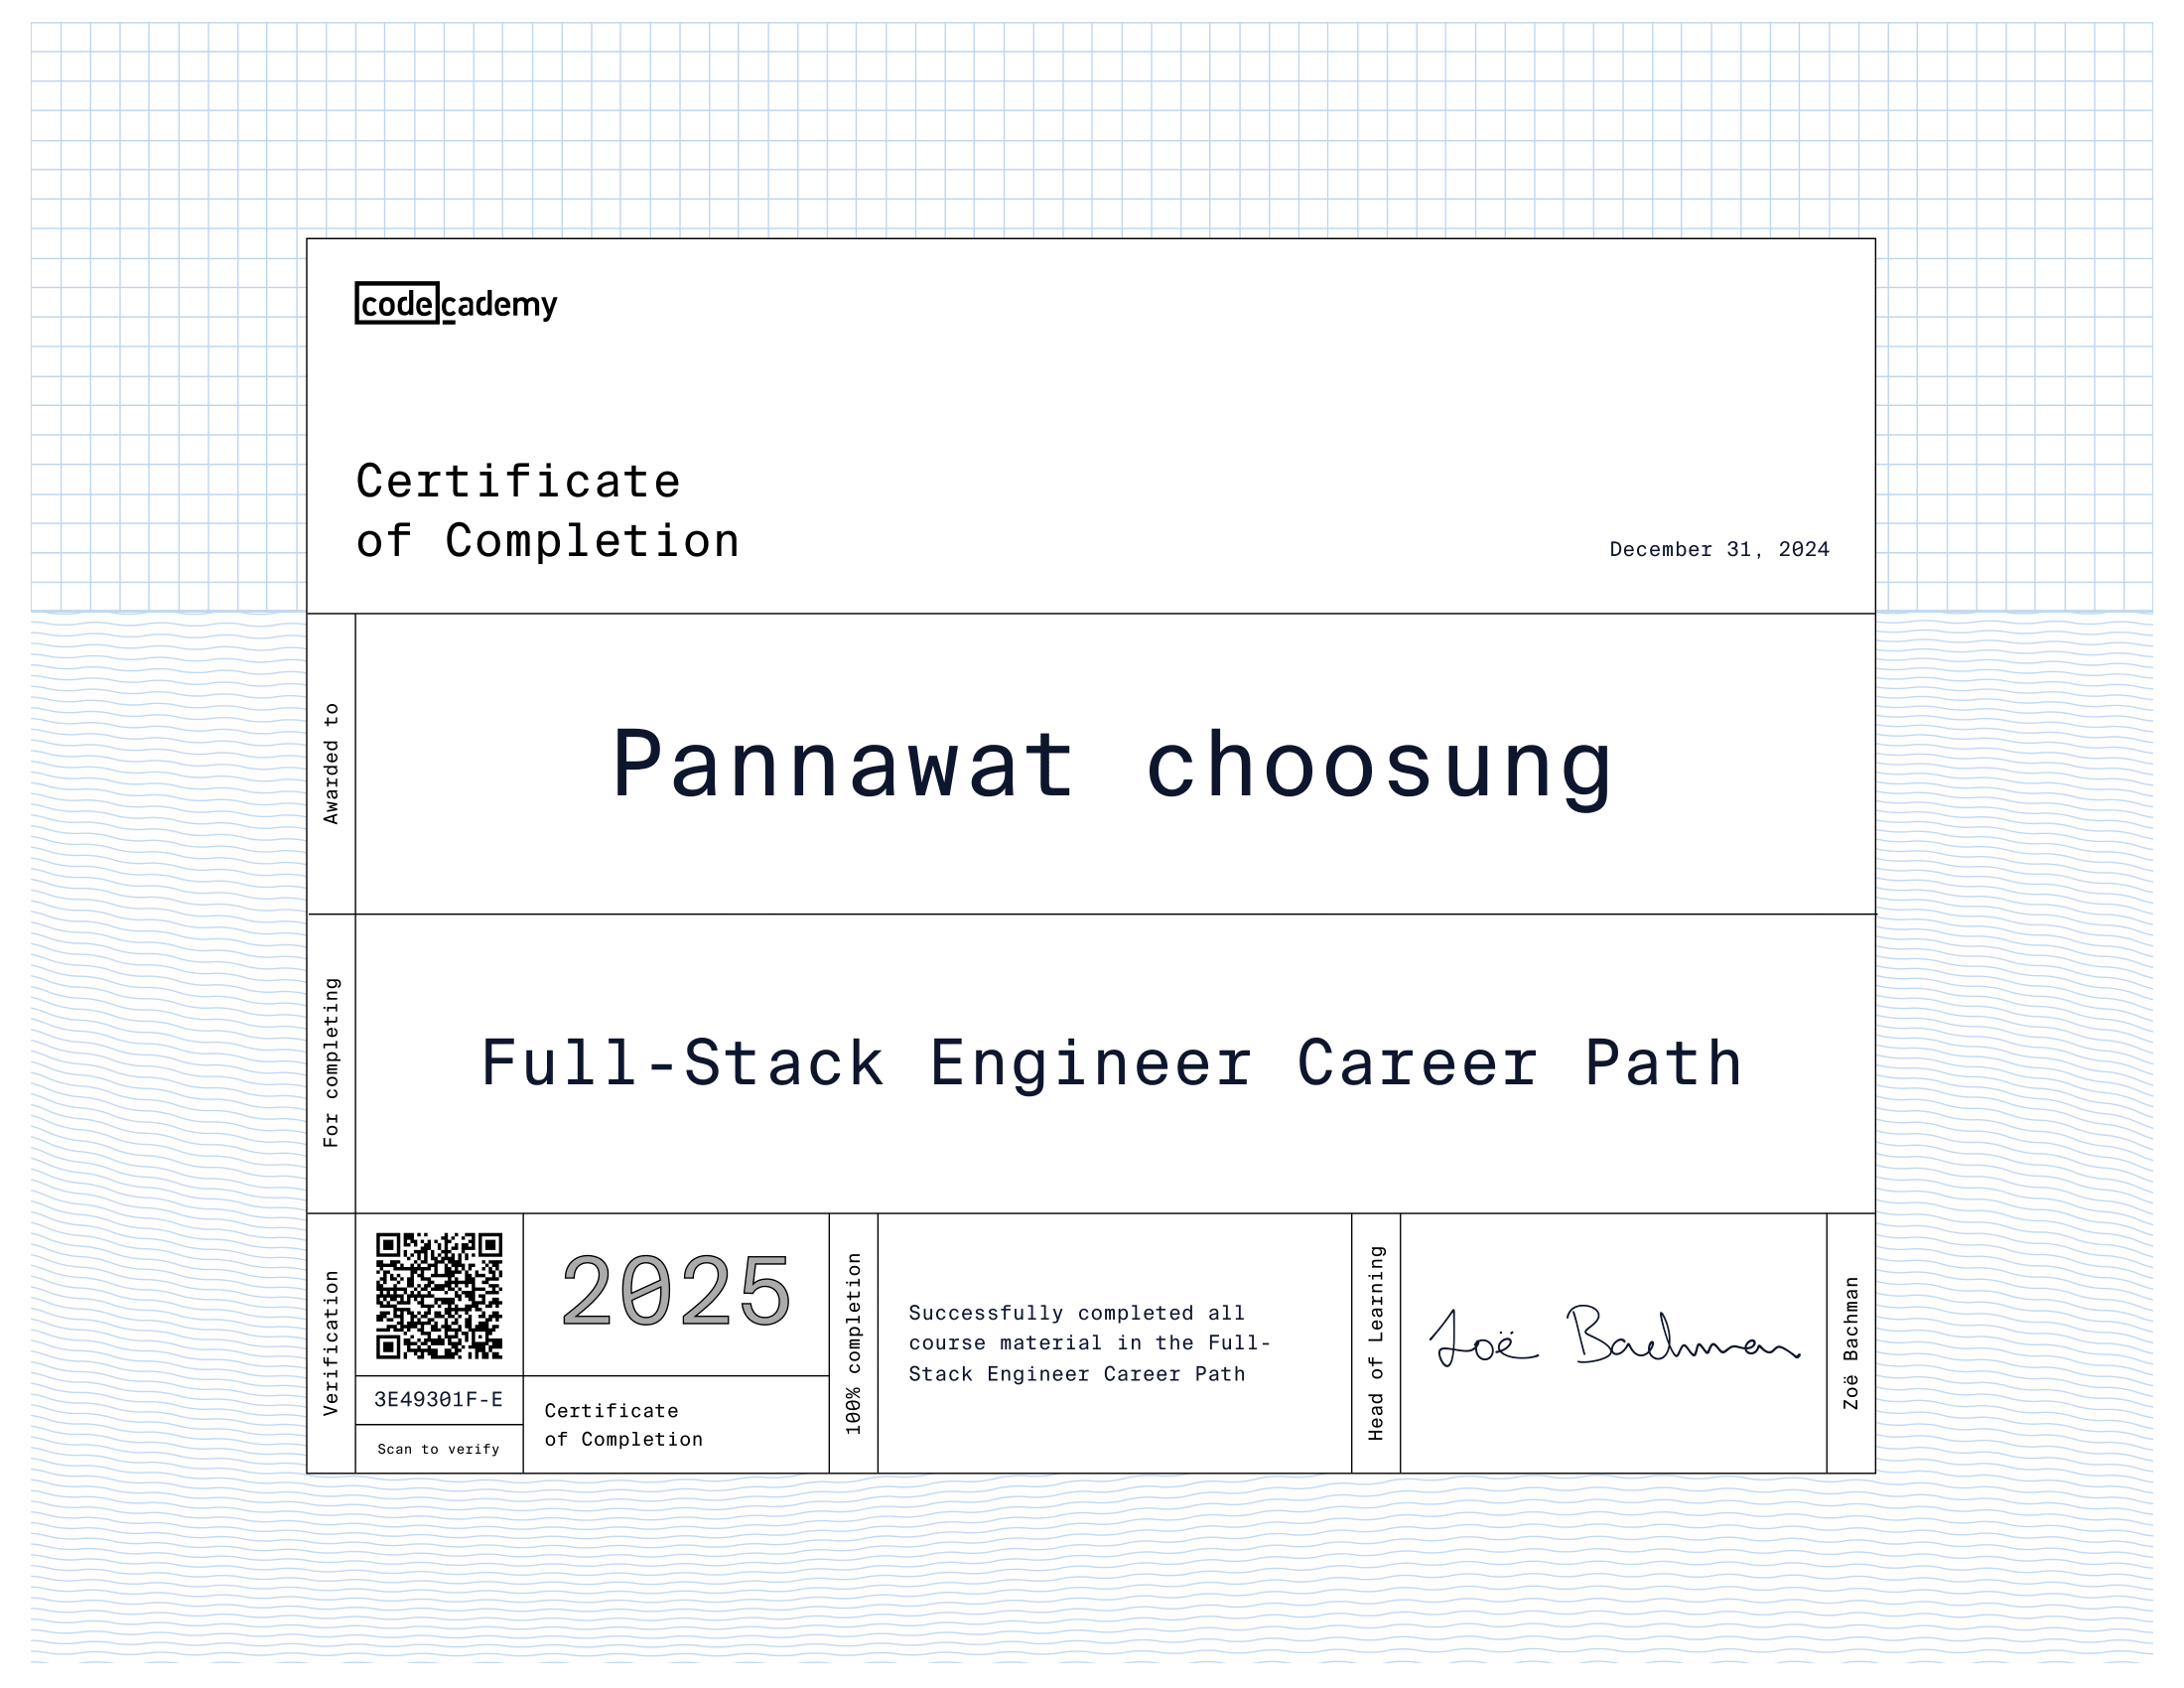 codecademy
Certificate
of Completion
December 31, 2024
Awarded to
Pannawat choosung
For completing
Full-Stack Engineer Career Path
Verification
3E49301F-E
Scan to verify
2025
Certificate
of Completion
100% completion
Successfully completed all
course material in the Full-
Stack Engineer Career Path
Head of Learning
Zoë Bachman
Zoë Bachman